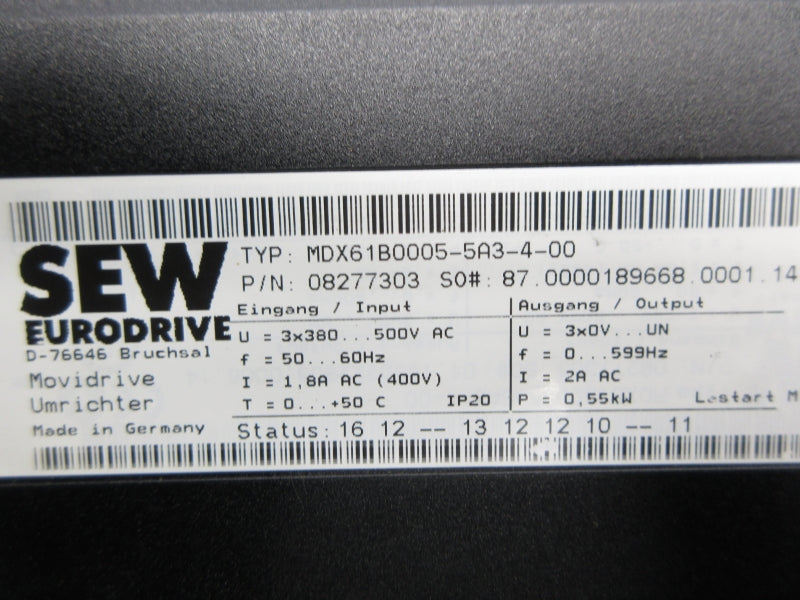 SEW
EURODRIVE
D-76646 Bruchsal
Movidrive
Umrichter
Made in Germany
TYP: MDX61B0005-5A3-4-00
P/N: 08277303 SO#: 87.0000189668.0001.14
Eingang / Input
U = 3x380...500V AC
f = 50...60Hz
I = 1,8A AC (400V)
T = 0...+50 C IP20
Ausgang / Output
U = 3x0V...UN
f = 0...599Hz
I = 2A AC
P = 0,55kW
Status: 16 12 -- 13 12 12 10 -- 11